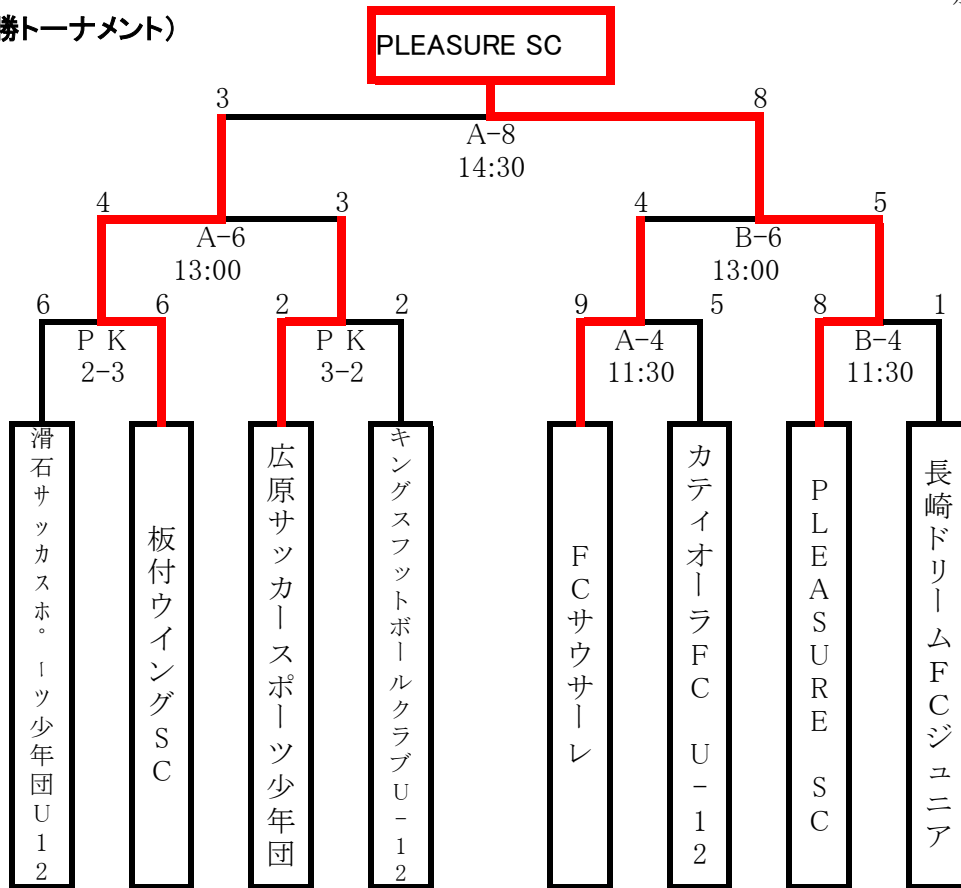 勝トーナメント)
PLEASURE SC
3
8
A-8
14:30
4
3
4
5
A-6
13:00
B-6
13:00
6
6
2
2
9
5
8
1
P K
2-3
P K
3-2
A-4
11:30
B-4
11:30
滑石サッカスホ゜ーツ少年団U12
板付ウイングSC
広原サッカースポーツ少年団
キングスフットボールクラブU-12
FCサウサーレ
カティオーラFC U-12
PLEASURE SC
長崎ドリームFCジュニア